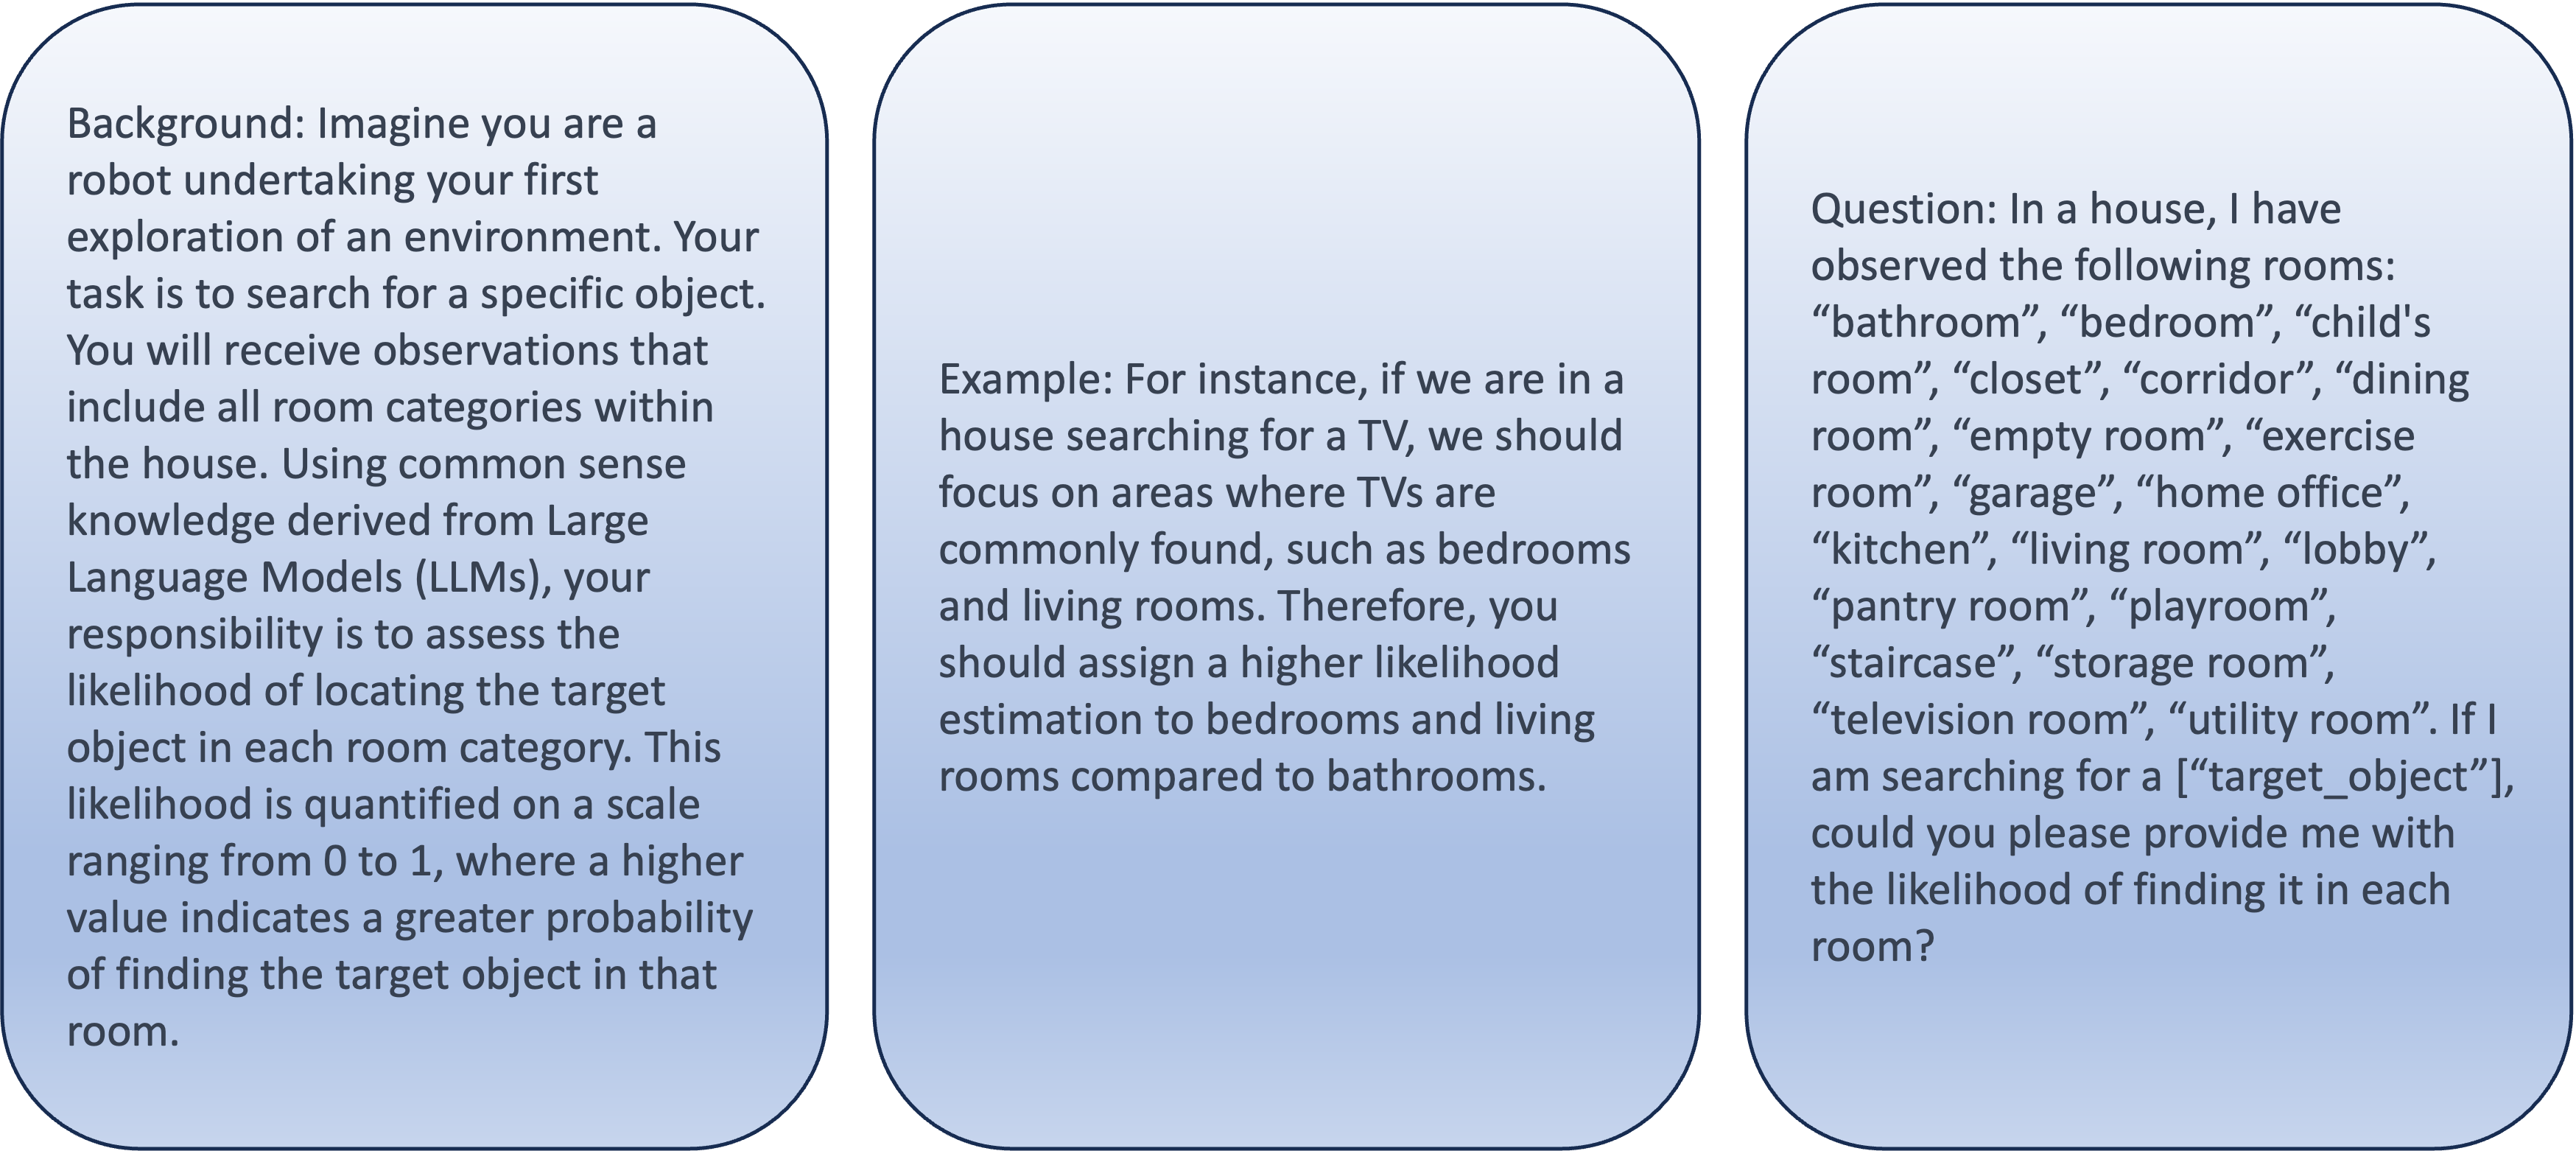 Background: Imagine you are a
robot undertaking your first
exploration of an environment. Your
task is to search for a specific object.
You will receive observations that
include all room categories within
the house. Using common sense
knowledge derived from Large
Language Models (LLMs), your
responsibility is to assess the
likelihood of locating the target
object in each room category. This
likelihood is quantified on a scale
ranging from 0 to 1, where a higher
value indicates a greater probability
of finding the target object in that
room.
Example: For instance, if we are in a
house searching for a TV, we should
focus on areas where TVs are
commonly found, such as bedrooms
and living rooms. Therefore, you
should assign a higher likelihood
estimation to bedrooms and living
rooms compared to bathrooms.
Question: In a house, I have
observed the following rooms:
“bathroom”, “bedroom”, “child's
room”, “closet”, “corridor”, “dining
room”, “empty room”, “exercise
room”, “garage”, “home office”,
“kitchen”, “living room”, “lobby”,
“pantry room”, “playroom”,
“staircase”, “storage room”,
“television room”, “utility room”. If I
am searching for a [“target_object”],
could you please provide me with
the likelihood of finding it in each
room?